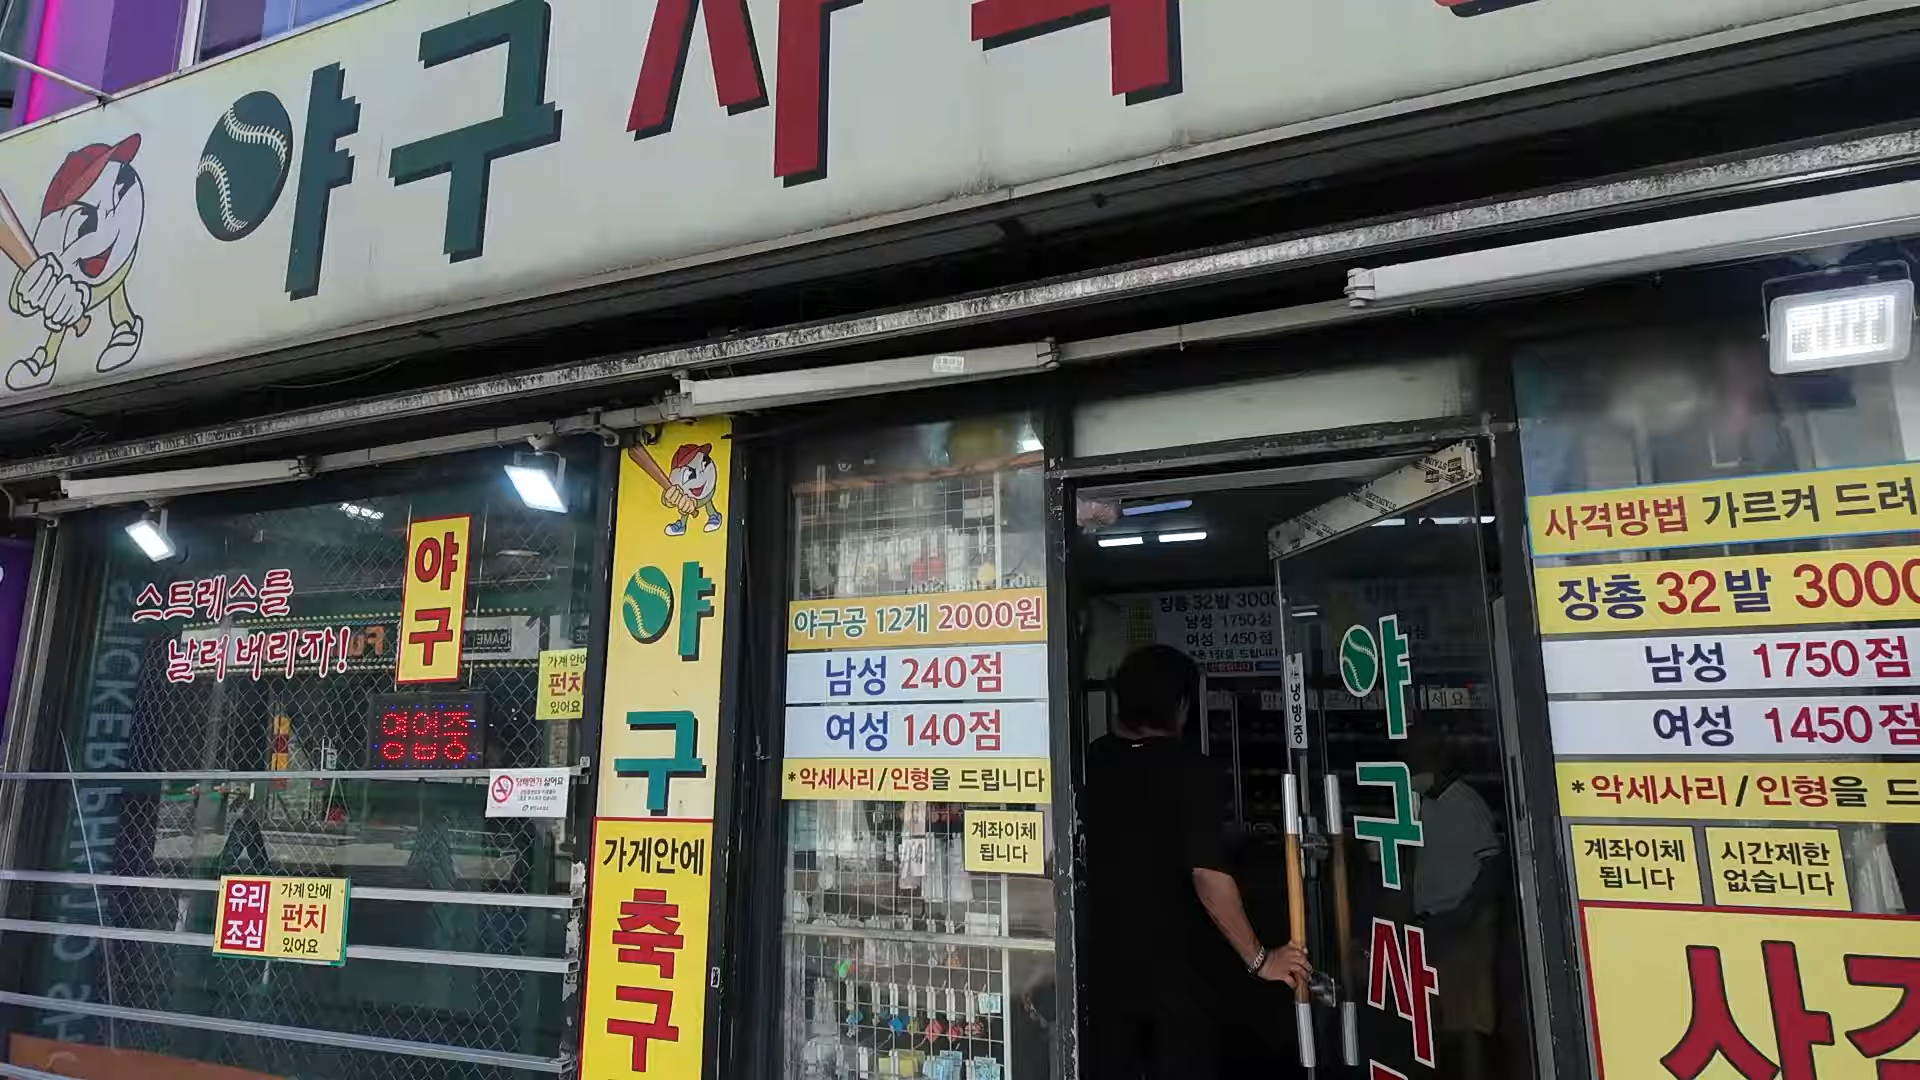 야구
스트레스를
날려버리자!
야구
영업중
가게안에
펀치
있어요
유리
조심
가게안에
펀치
있어요
야구
가게안에
축구
야구공 12개 2000원
남성 240점
여성 140점
*악세사리/인형을 드립니다
계좌이체
됩니다
장총 32발 300
남성 1750점
여성 1450점
냉방중
야구사
사격방법 가르켜 드려
장총 32발 3000
남성 1750점
여성 1450점
*악세사리/인형을 드
계좌이체
됩니다
시간제한
없습니다
사격